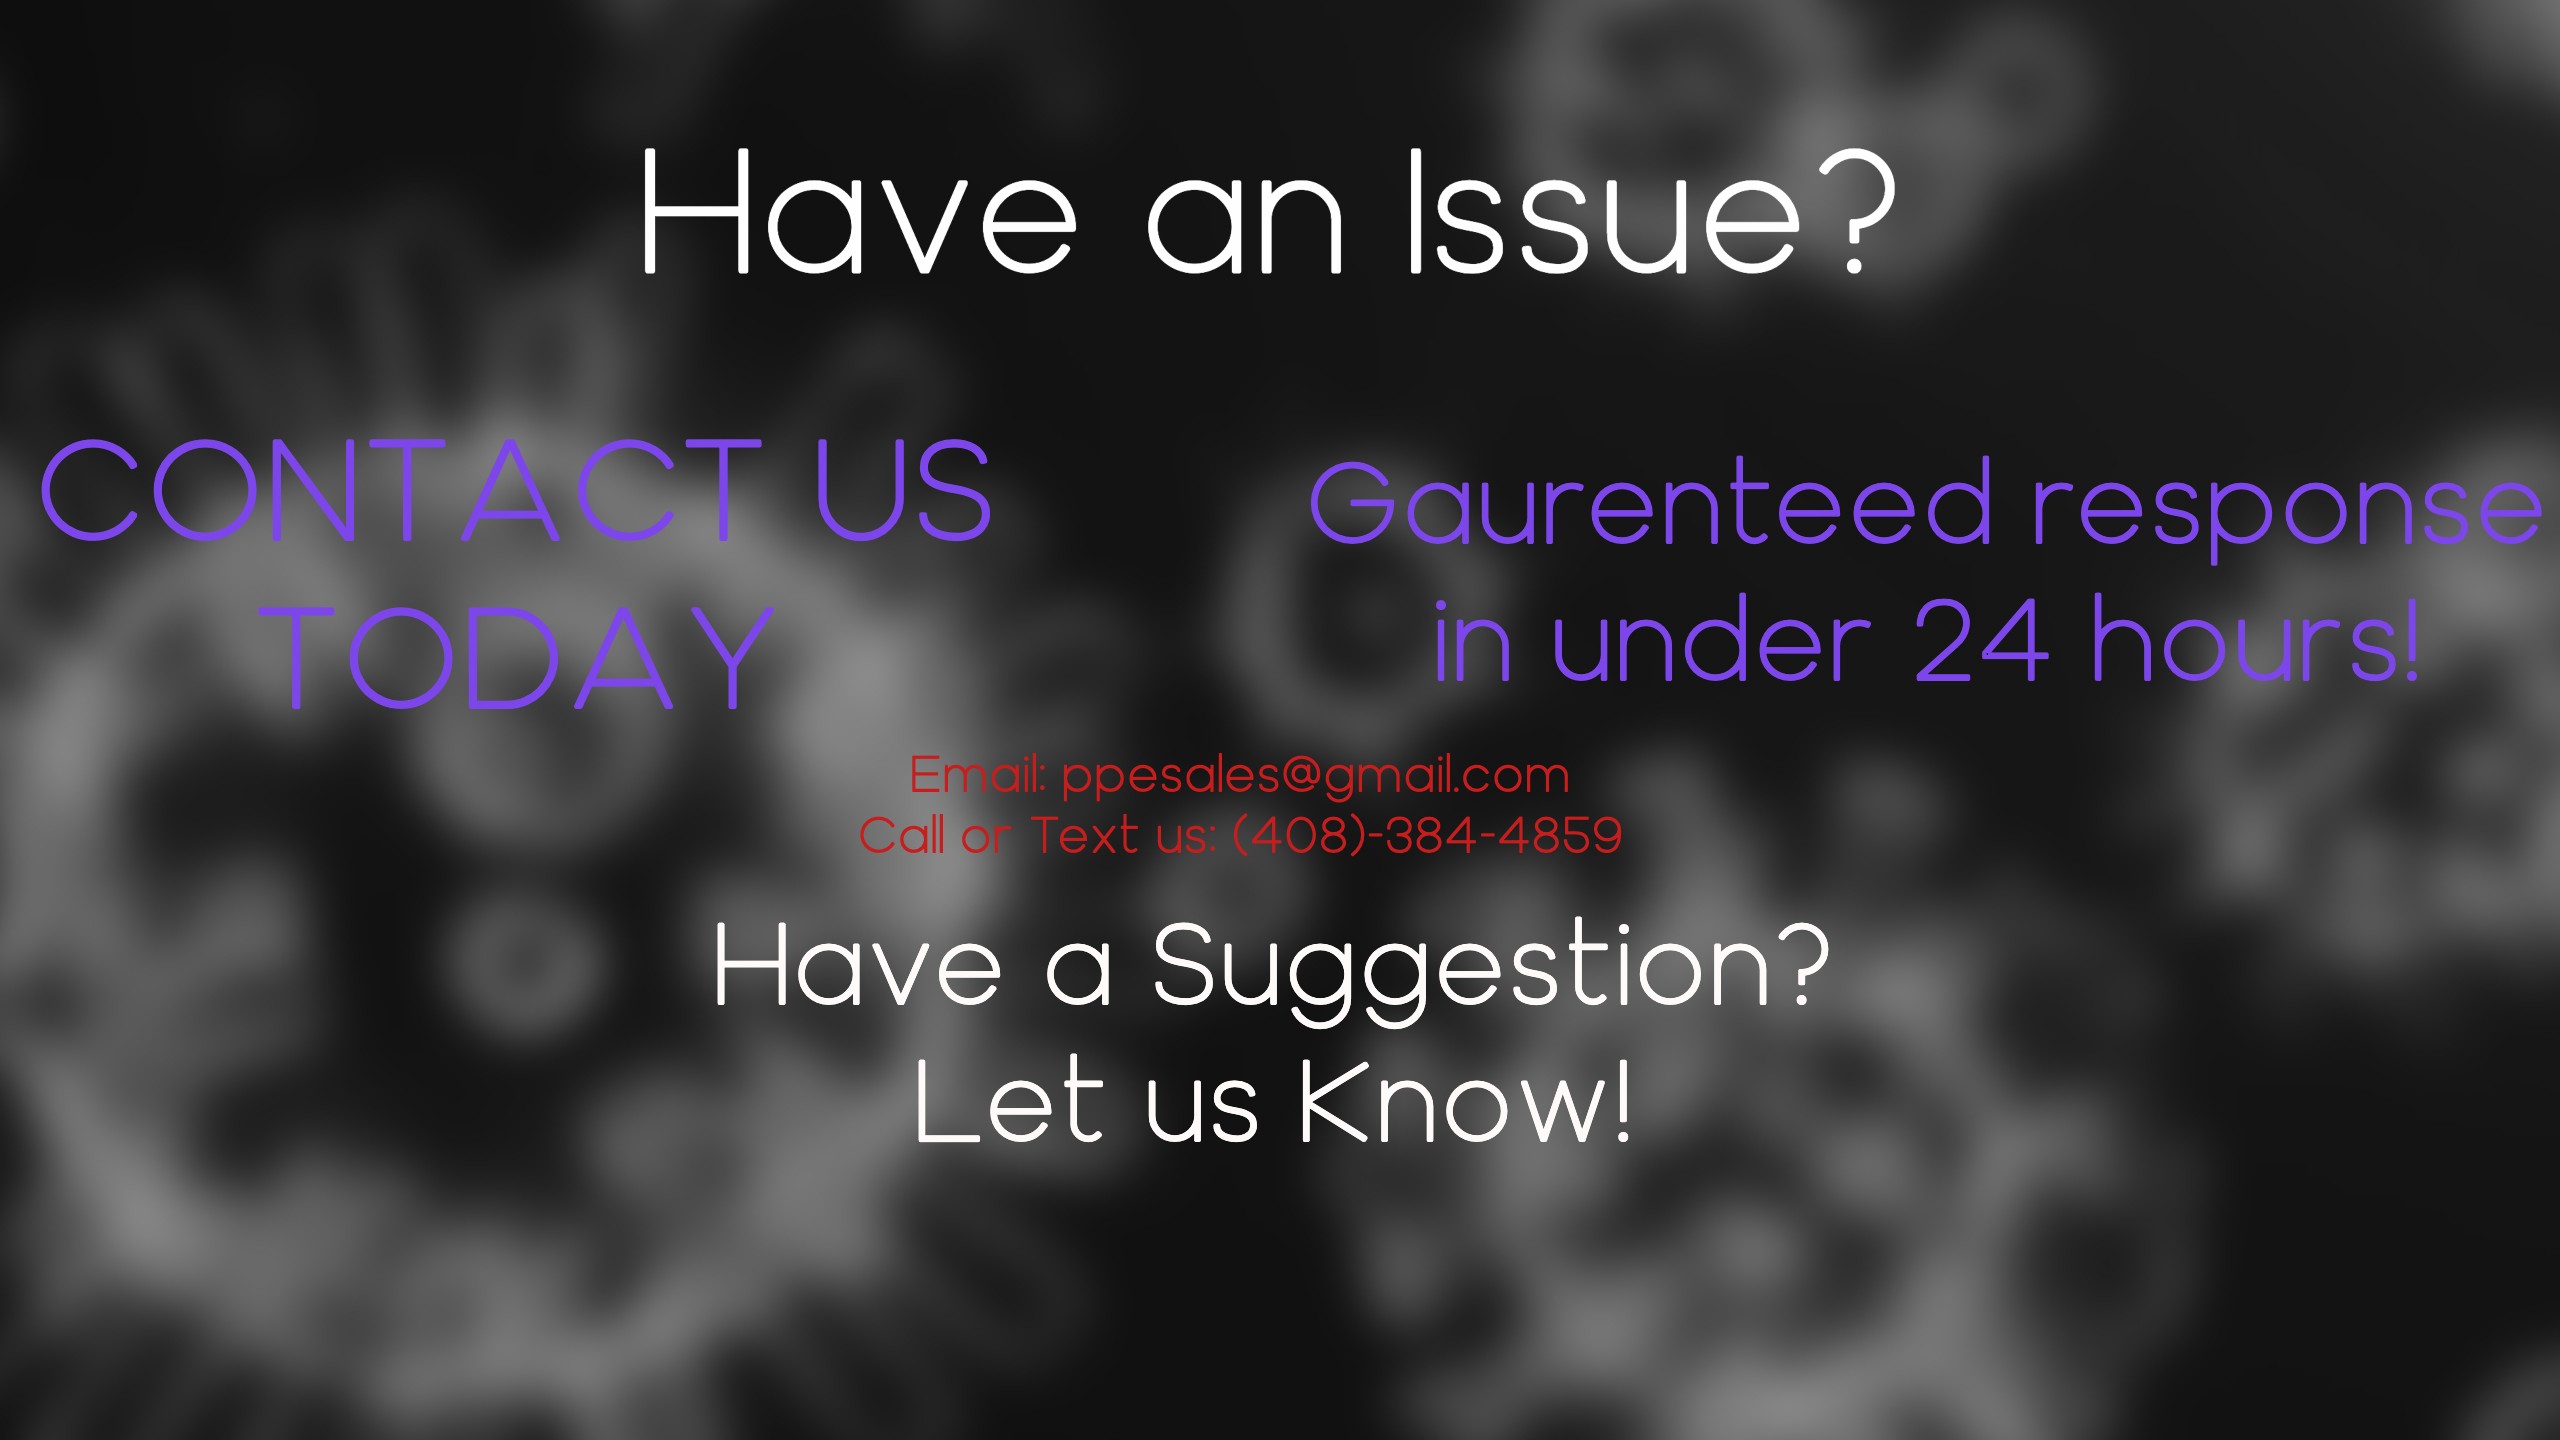 Have an Issue?
CONTACT US
TODAY
Gaurenteed response
in under 24 hours!
Email: ppesales@gmail.com
Call or Text us: (408)-384-4859
Have a Suggestion?
Let us Know!